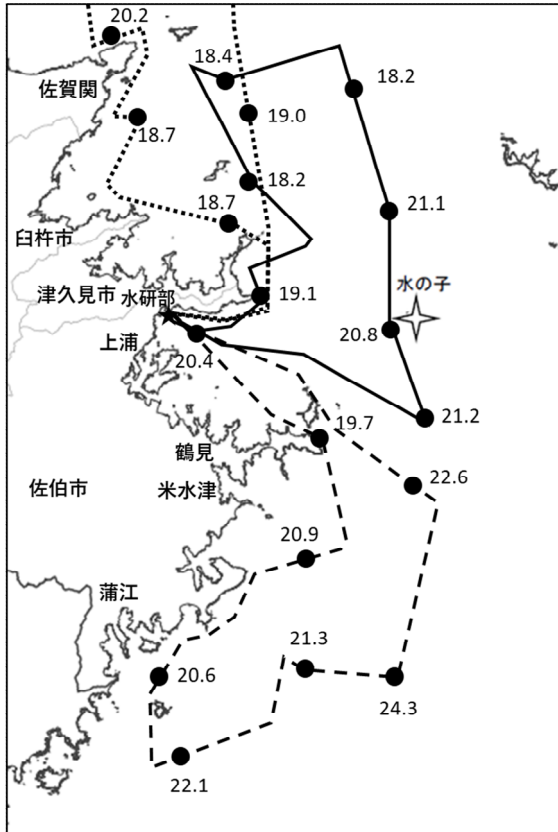 20.2
佐賀関
18.4
18.2
19.0
18.7
18.2
18.7
21.1
臼杵市
水の子
津久見市
水研部
19.1
20.8
上浦
20.4
21.2
19.7
鶴見
22.6
佐伯市
米水津
20.9
蒲江
21.3
20.6
24.3
22.1